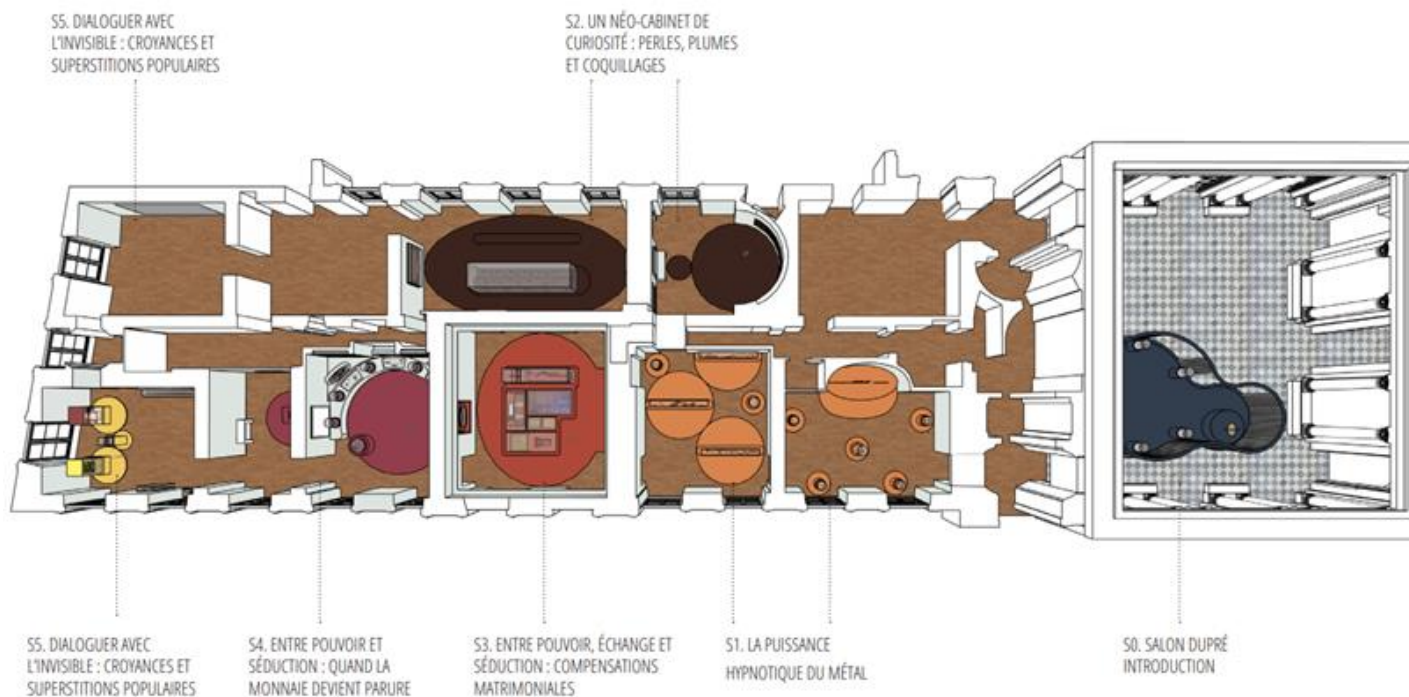 S5. DIALOGUER AVEC
L'INVISIBLE : CROYANCES ET
SUPERSTITIONS POPULAIRES
S2. UN NÉO-CABINET DE
CURIOSITÉ : PERLES, PLUMES
ET COQUILLAGES
S5. DIALOGUER AVEC
L'INVISIBLE : CROYANCES ET
SUPERSTITIONS POPULAIRES
S4. ENTRE POUVOIR ET
SÉDUCTION : QUAND LA
MONNAIE DEVIENT PARURE
S3. ENTRE POUVOIR, ÉCHANGE ET
SÉDUCTION : COMPENSATIONS
MATRIMONIALES
S1. LA PUISSANCE
HYPNOTIQUE DU MÉTAL
S0. SALON DUPRÉ
INTRODUCTION